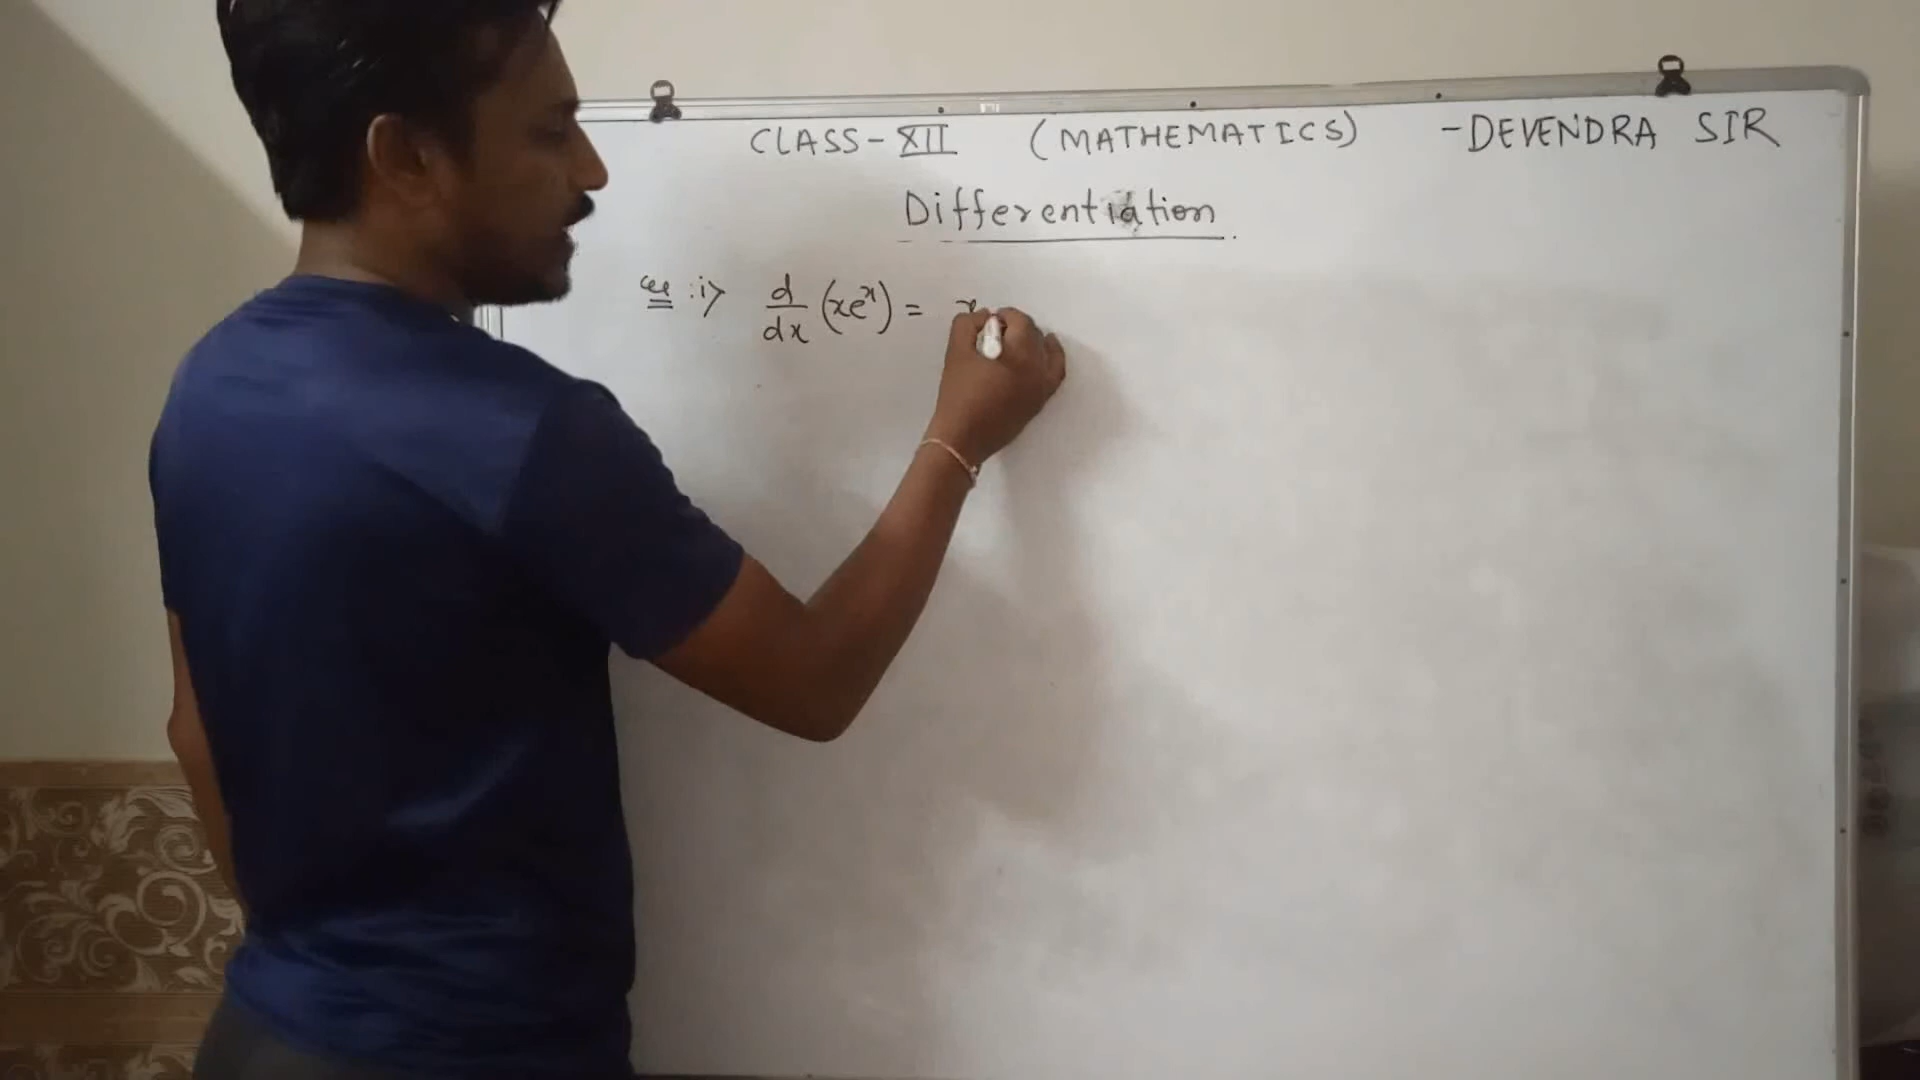 CLASS-XII (MATHEMATICS) -DEVENDRA SIR
Differentiation.
:i> d/dx (xe^x) = x